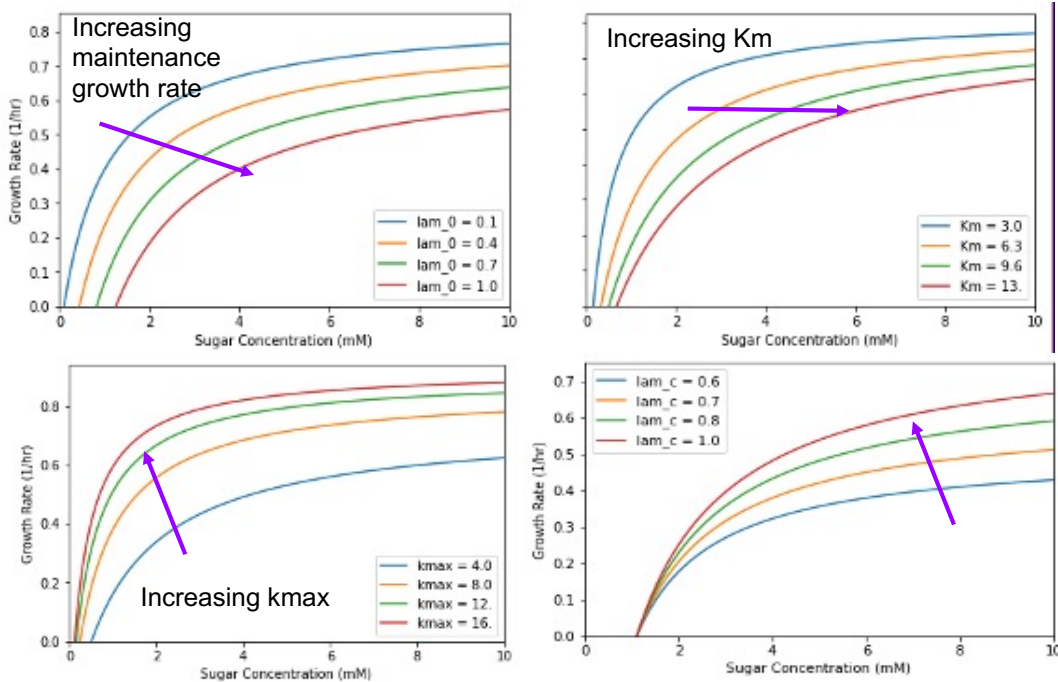 Increasing
maintenance
growth rate
0.8
0.7
0.6
0.5
0.4
0.3
0.2
0.1
0.0
Growth Rate (1/hr)
lam_0 = 0.1
lam_0 = 0.4
lam_0 = 0.7
lam_0 = 1.0
0 2 4 6 8 10
Sugar Concentration (mM)
Increasing Km
Km = 3.0
Km = 6.3
Km = 9.6
Km = 13.
0 2 4 6 8 10
Sugar Concentration (mM)
0.8
0.6
0.4
0.2
0.0
Growth Rate (1/hr)
Increasing kmax
kmax = 4.0
kmax = 8.0
kmax = 12.
kmax = 16.
0 2 4 6 8 10
Sugar Concentration (mM)
lam_c = 0.6
lam_c = 0.7
lam_c = 0.8
lam_c = 1.0
0.7
0.6
0.5
0.4
0.3
0.2
0.1
0.0
Growth Rate (1/hr)
0 2 4 6 8 10
Sugar Concentration (mM)